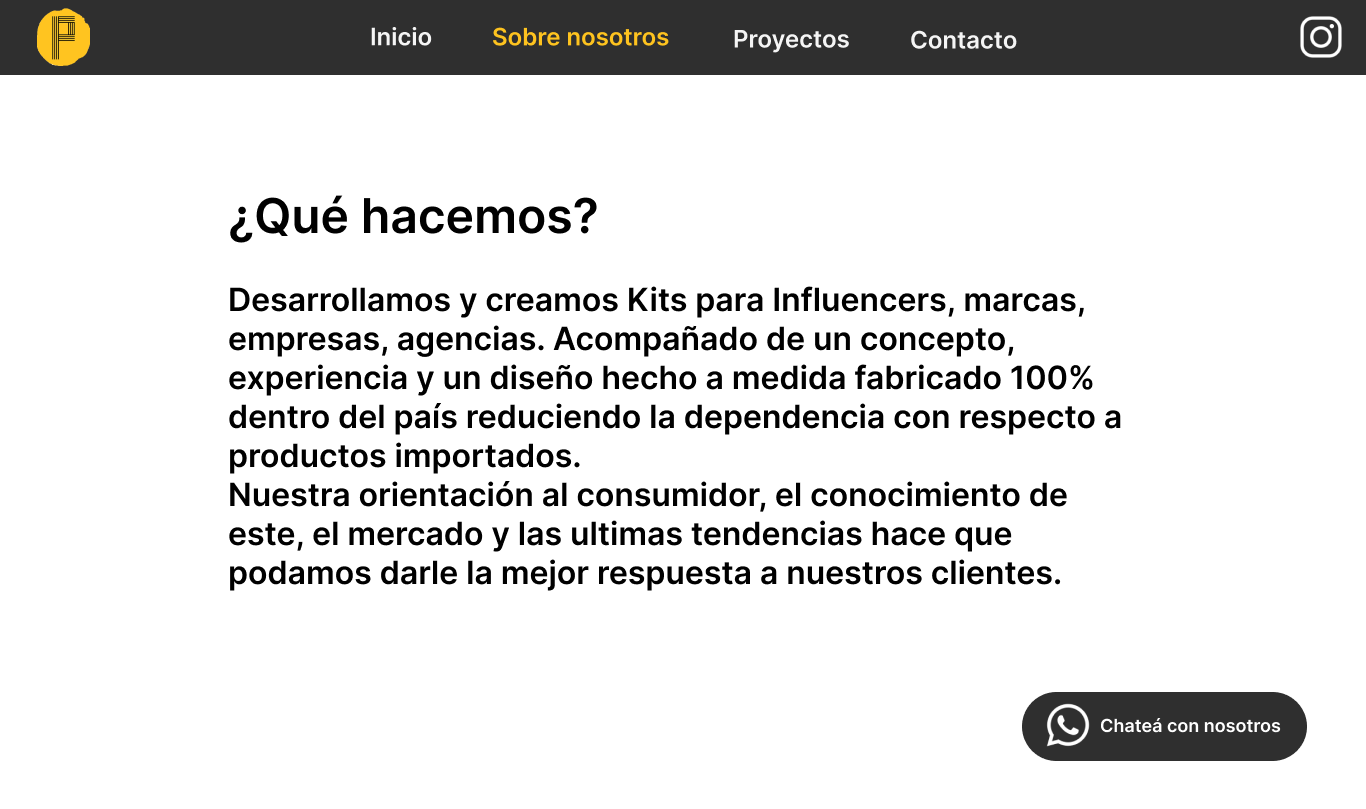 P
Inicio
Sobre nosotros
Proyectos
Contacto
¿Qué hacemos?
Desarrollamos y creamos Kits para Influencers, marcas,
empresas, agencias. Acompañado de un concepto,
experiencia y un diseño hecho a medida fabricado 100%
dentro del país reduciendo la dependencia con respecto a
productos importados.
Nuestra orientación al consumidor, el conocimiento de
este, el mercado y las ultimas tendencias hace que
podamos darle la mejor respuesta a nuestros clientes.
Chateá con nosotros